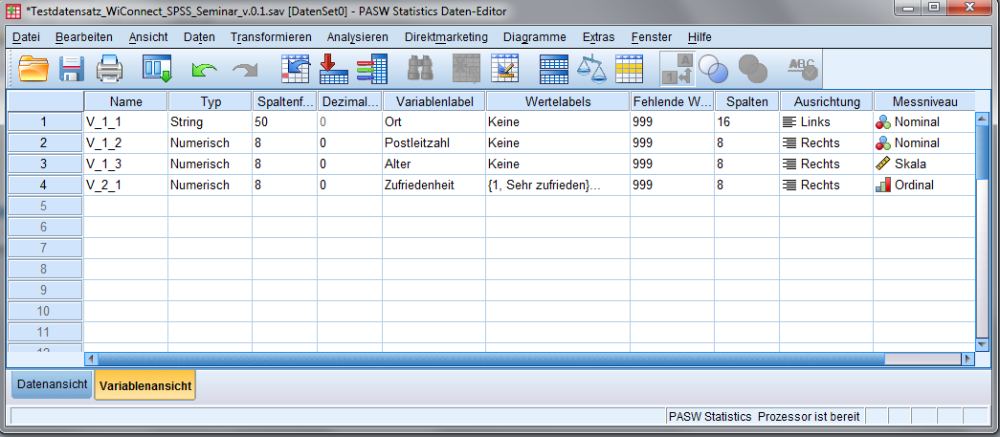 *Testdatensatz_WiConnect_SPSS_Seminar_v.0.1.sav [DatenSet0] - PASW Statistics Daten-Editor
Datei Bearbeiten Ansicht Daten Transformieren Analysieren Direktmarketing Diagramme Extras Fenster Hilfe
A 1 4 ABC
Name Typ Spaltenf... Dezimal... Variablenlabel Wertelabels Fehlende W... Spalten Ausrichtung Messniveau
1 V_1_1 String 50 0 Ort Keine 999 16 Links Nominal
2 V_1_2 Numerisch 8 0 Postleitzahl Keine 999 8 Rechts Nominal
3 V_1_3 Numerisch 8 0 Alter Keine 999 8 Rechts Skala
4 V_2_1 Numerisch 8 0 Zufriedenheit {1, Sehr zufrieden}... 999 8 Rechts Ordinal
5
6
7
8
9
10
11
12
Datenansicht Variablenansicht
PASW Statistics Prozessor ist bereit